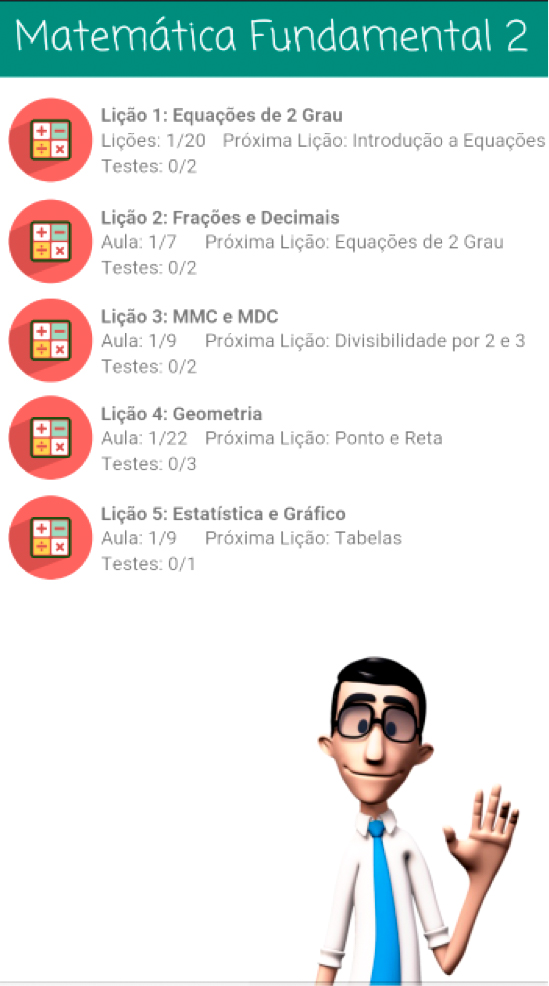 Matemática Fundamental 2
Lição 1: Equações de 2 Grau
Lições: 1/20 Próxima Lição: Introdução a Equações
Testes: 0/2
Lição 2: Frações e Decimais
Aula: 1/7 Próxima Lição: Equações de 2 Grau
Testes: 0/2
Lição 3: MMC e MDC
Aula: 1/9 Próxima Lição: Divisibilidade por 2 e 3
Testes: 0/2
Lição 4: Geometria
Aula: 1/22 Próxima Lição: Ponto e Reta
Testes: 0/3
Lição 5: Estatística e Gráfico
Aula: 1/9 Próxima Lição: Tabelas
Testes: 0/1